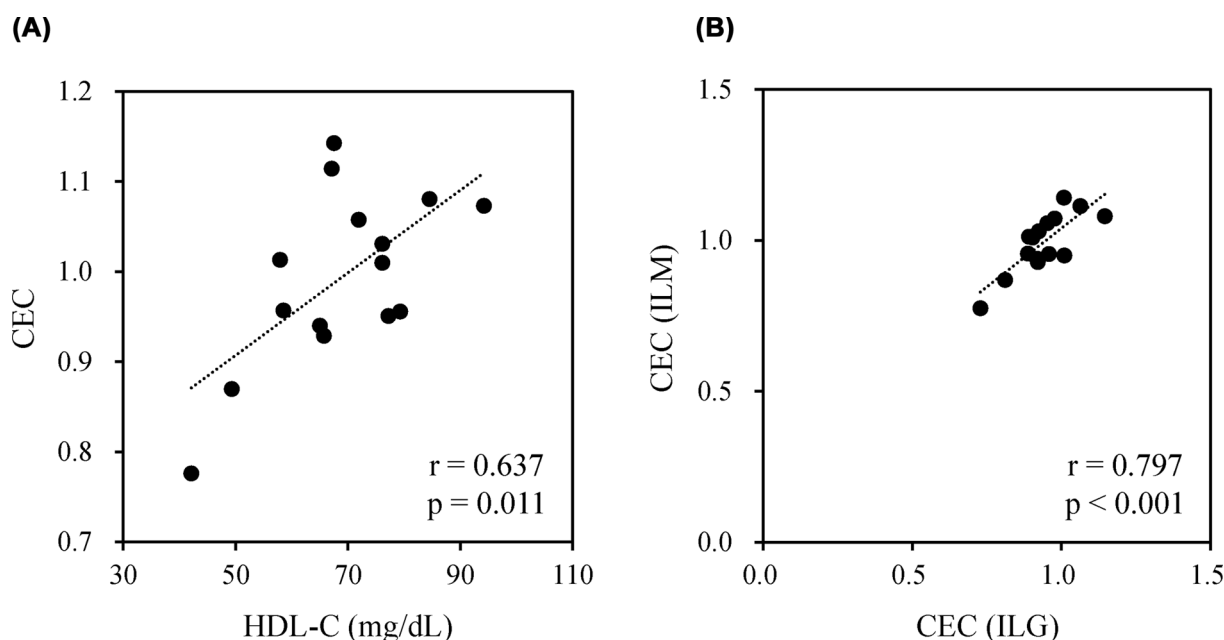 (A)
1.2
1.1
1.0
0.9
0.8
0.7
CEC
r = 0.637
p = 0.011
30 50 70 90 110
HDL-C (mg/dL)
(B)
1.5
1.0
0.5
0.0
CEC (ILM)
r = 0.797
p < 0.001
0.0 0.5 1.0 1.5
CEC (ILG)